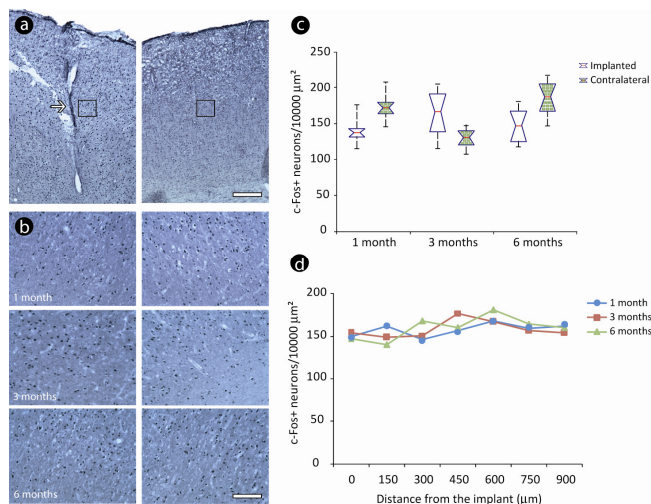 a
b
1 month
3 months
6 months
c
c-Fos+ neurons/10000 µm²
250
200
150
100
50
0
1 month
3 months
6 months
Implanted
Contralateral
d
c-Fos+ neurons/10000 µm²
200
150
100
50
0
0
150
300
450
600
750
900
Distance from the implant (µm)
1 month
3 months
6 months